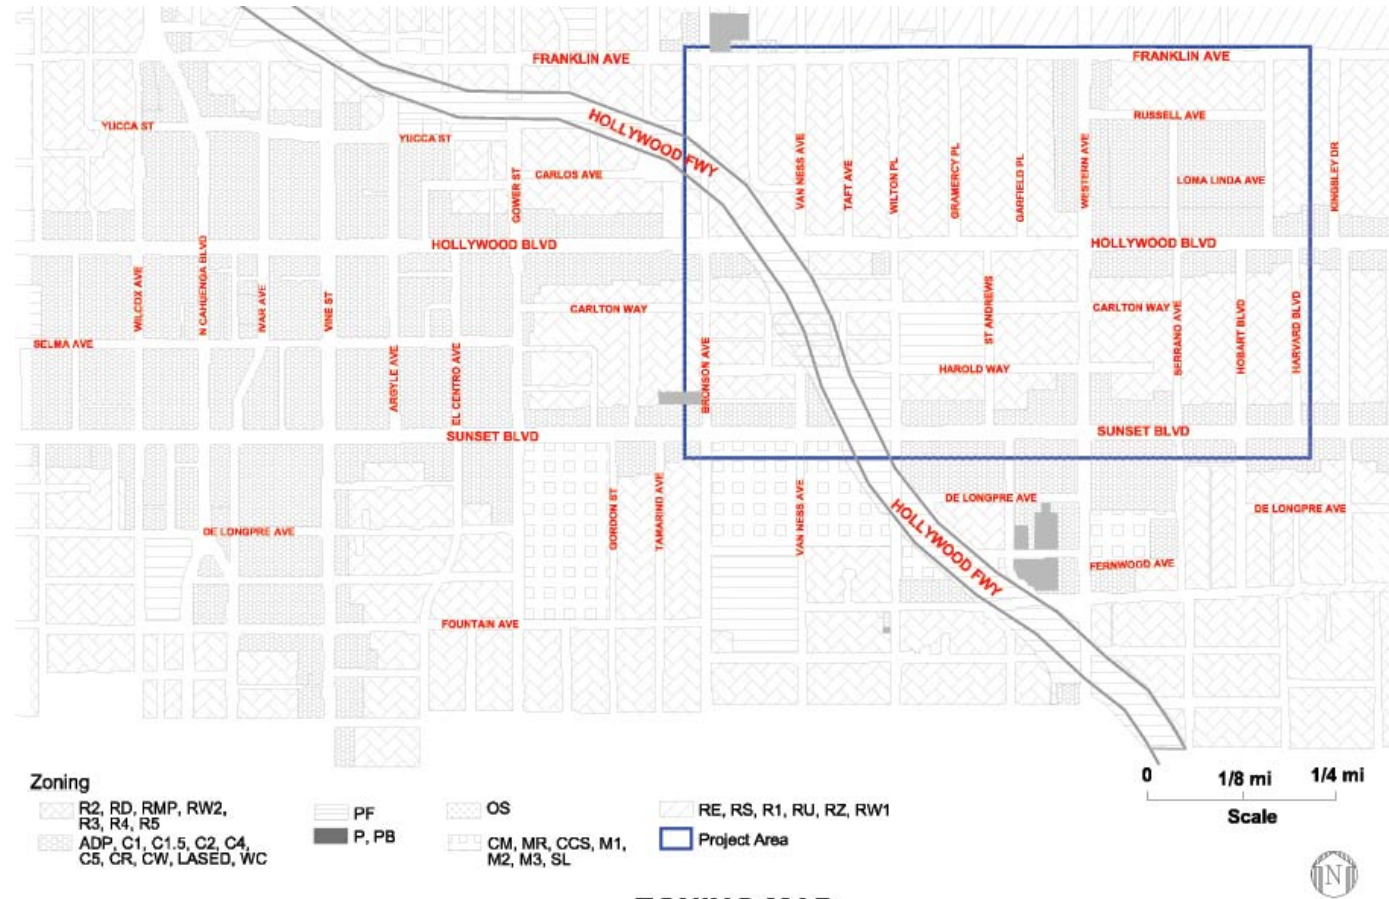 FRANKLIN AVE
FRANKLIN AVE
HOLLYWOOD FWY
YUCCA ST
YUCCA ST
RUSSELL AVE
CARLOS AVE
GOWER ST
VAN NESS AVE
TAFT AVE
WILTON PL
GRAMERCY PL
GARFIELD PL
WESTERN AVE
LOMA LINDA AVE
KINGSLEY DR
HOLLYWOOD BLVD
HOLLYWOOD BLVD
WILCOX AVE
N CAHUENGA BLVD
IVAR AVE
VINE ST
CARLTON WAY
ST ANDREWS
CARLTON WAY
SERRANO AVE
HOBART BLVD
HARVARD BLVD
SELMA AVE
ARGYLE AVE
EL CENTRO AVE
BRONSON AVE
HAROLD WAY
SUNSET BLVD
SUNSET BLVD
GORDON ST
TAMARIND AVE
VAN NESS AVE
HOLLYWOOD FWY
DE LONGPRE AVE
DE LONGPRE AVE
DE LONGPRE AVE
FERNWOOD AVE
FOUNTAIN AVE
Zoning
R2, RD, RMP, RW2,
R3, R4, R5
ADP, C1, C1.5, C2, C4,
C5, CR, CW, LASED, WC
PF
P, PB
OS
CM, MR, CCS, M1,
M2, M3, SL
RE, RS, R1, RU, RZ, RW1
Project Area
0 1/8 mi 1/4 mi
Scale
N